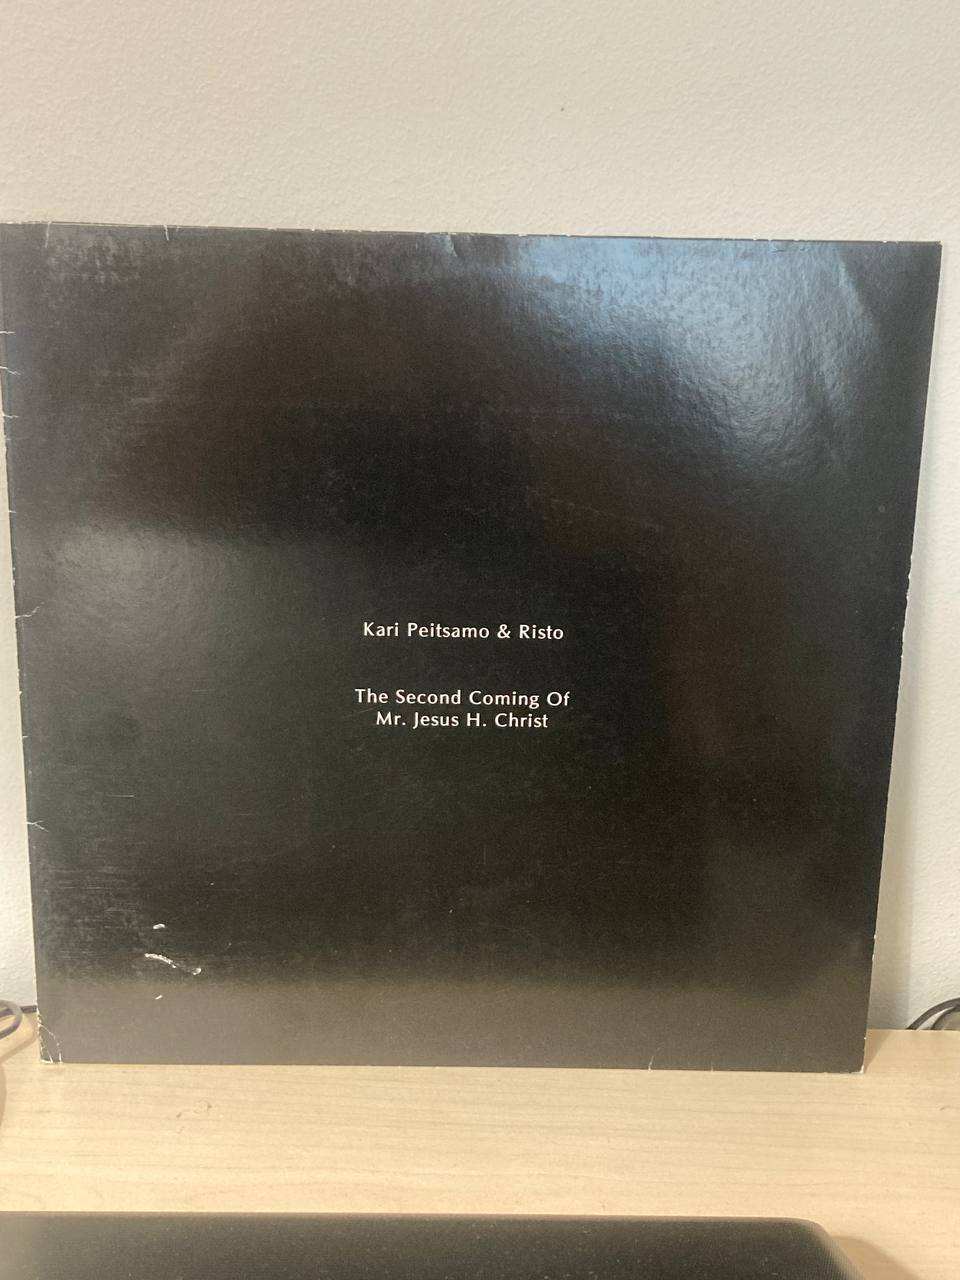 Kari Peitsamo & Risto
The Second Coming Of
Mr. Jesus H. Christ